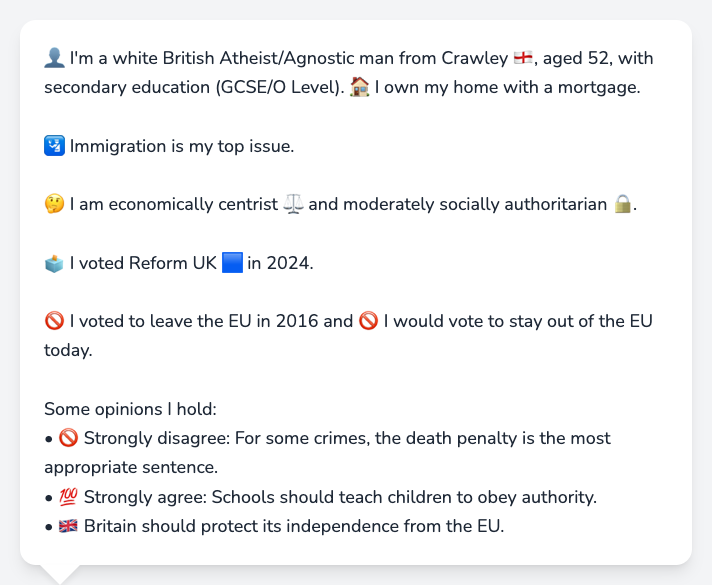 👤 I'm a white British Atheist/Agnostic man from Crawley 🏴󠁧󠁢󠁥󠁮󠁧󠁿, aged 52, with
secondary education (GCSE/O Level). 🏠 I own my home with a mortgage.
🛂 Immigration is my top issue.
🤔 I am economically centrist ⚖️ and moderately socially authoritarian 🔒.
🗳️ I voted Reform UK 🟦 in 2024.
🚫 I voted to leave the EU in 2016 and 🚫 I would vote to stay out of the EU
today.
Some opinions I hold:
• 🚫 Strongly disagree: For some crimes, the death penalty is the most
appropriate sentence.
• 💯 Strongly agree: Schools should teach children to obey authority.
• 🇬🇧 Britain should protect its independence from the EU.